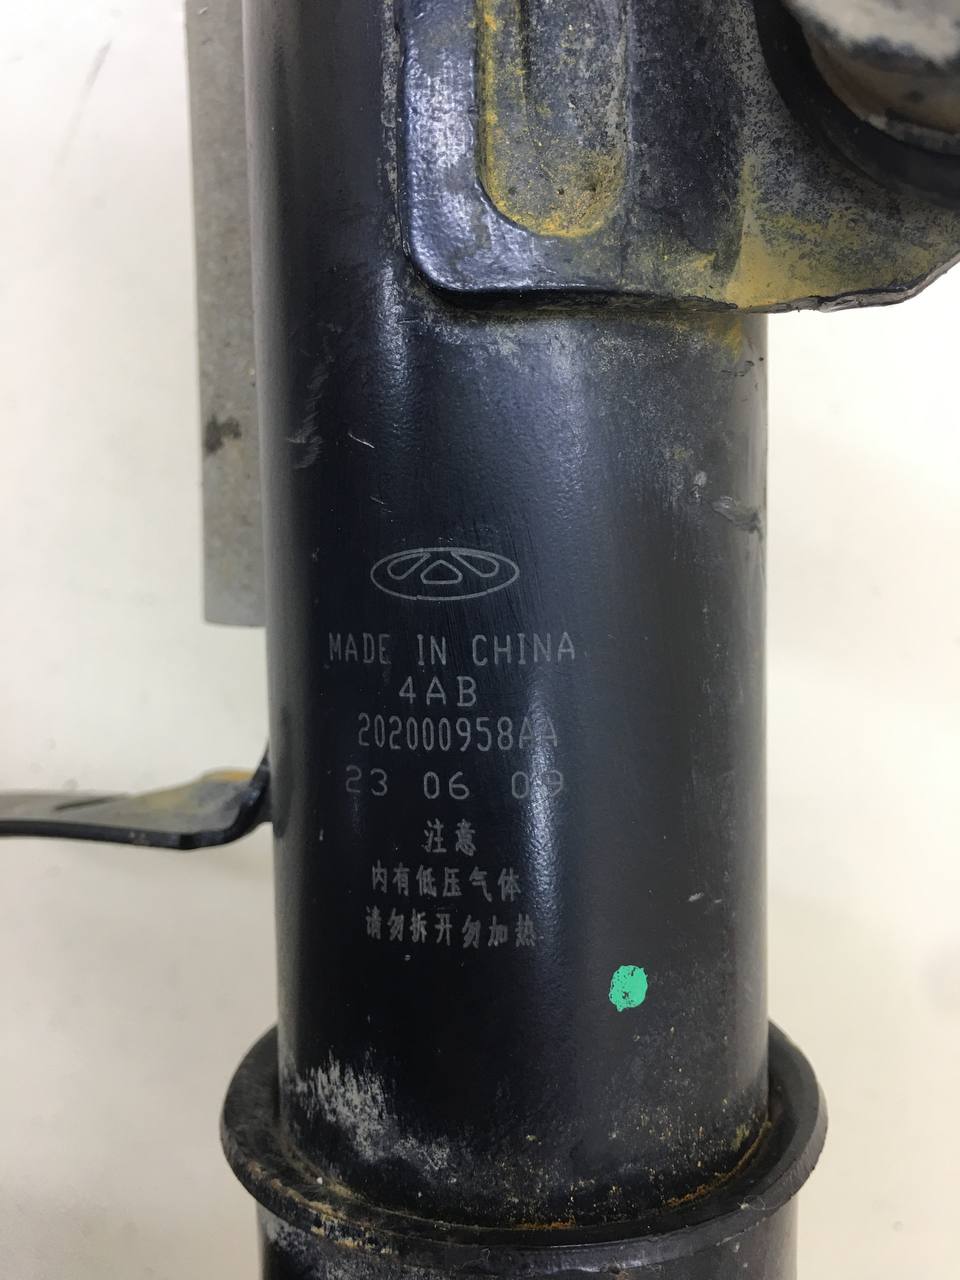 MADE IN CHINA
4AB
202000958AA
23 06 09
注意
内有低压气体
请勿拆开勿加热